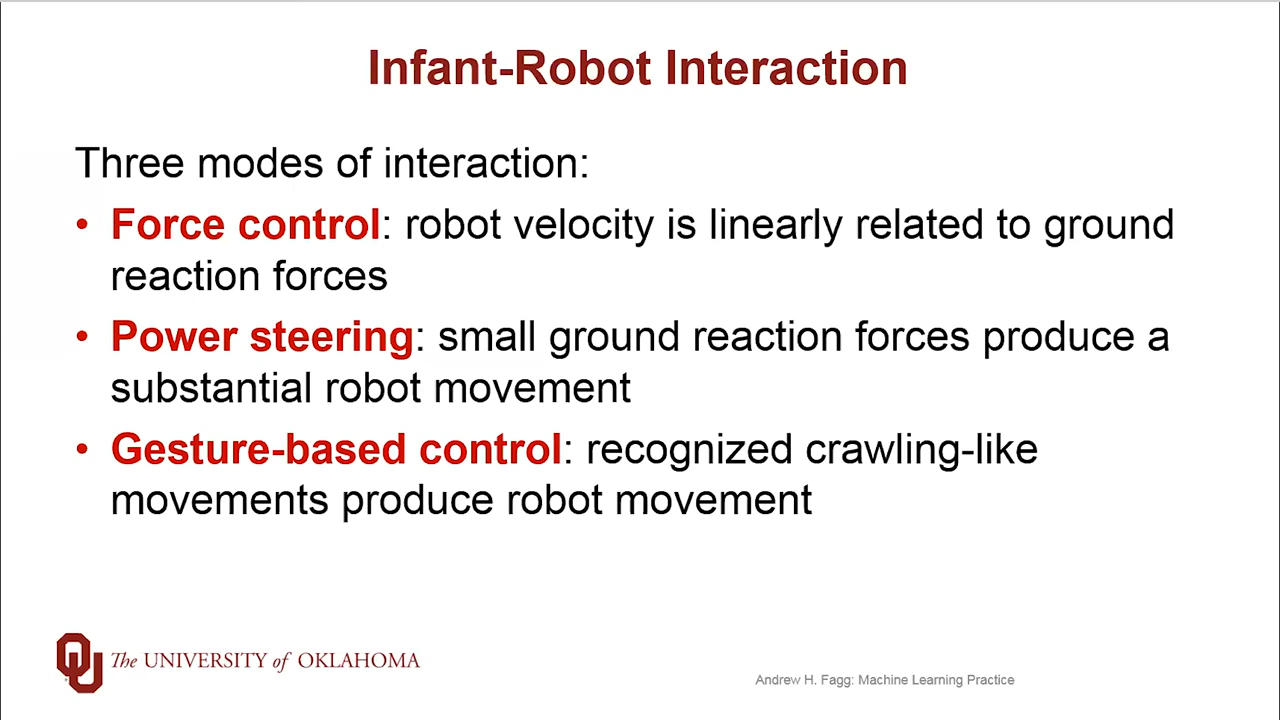 Infant-Robot Interaction
Three modes of interaction:
• Force control: robot velocity is linearly related to ground
reaction forces
• Power steering: small ground reaction forces produce a
substantial robot movement
• Gesture-based control: recognized crawling-like
movements produce robot movement
OU The UNIVERSITY of OKLAHOMA
Andrew H. Fagg: Machine Learning Practice